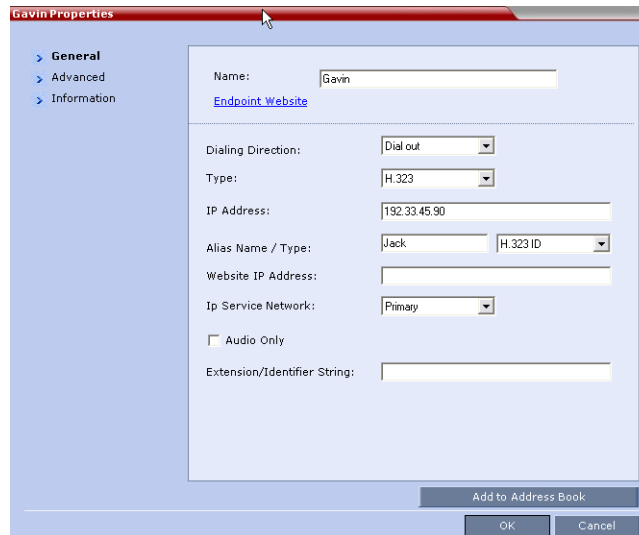 Gavin Properties
General
Advanced
Information
Name: Gavin
Endpoint Website
Dialing Direction: Dial out
Type: H.323
IP Address: 192.33.45.90
Alias Name / Type: Jack H.323 ID
Website IP Address:
Ip Service Network: Primary
Audio Only
Extension/Identifier String:
Add to Address Book
OK Cancel